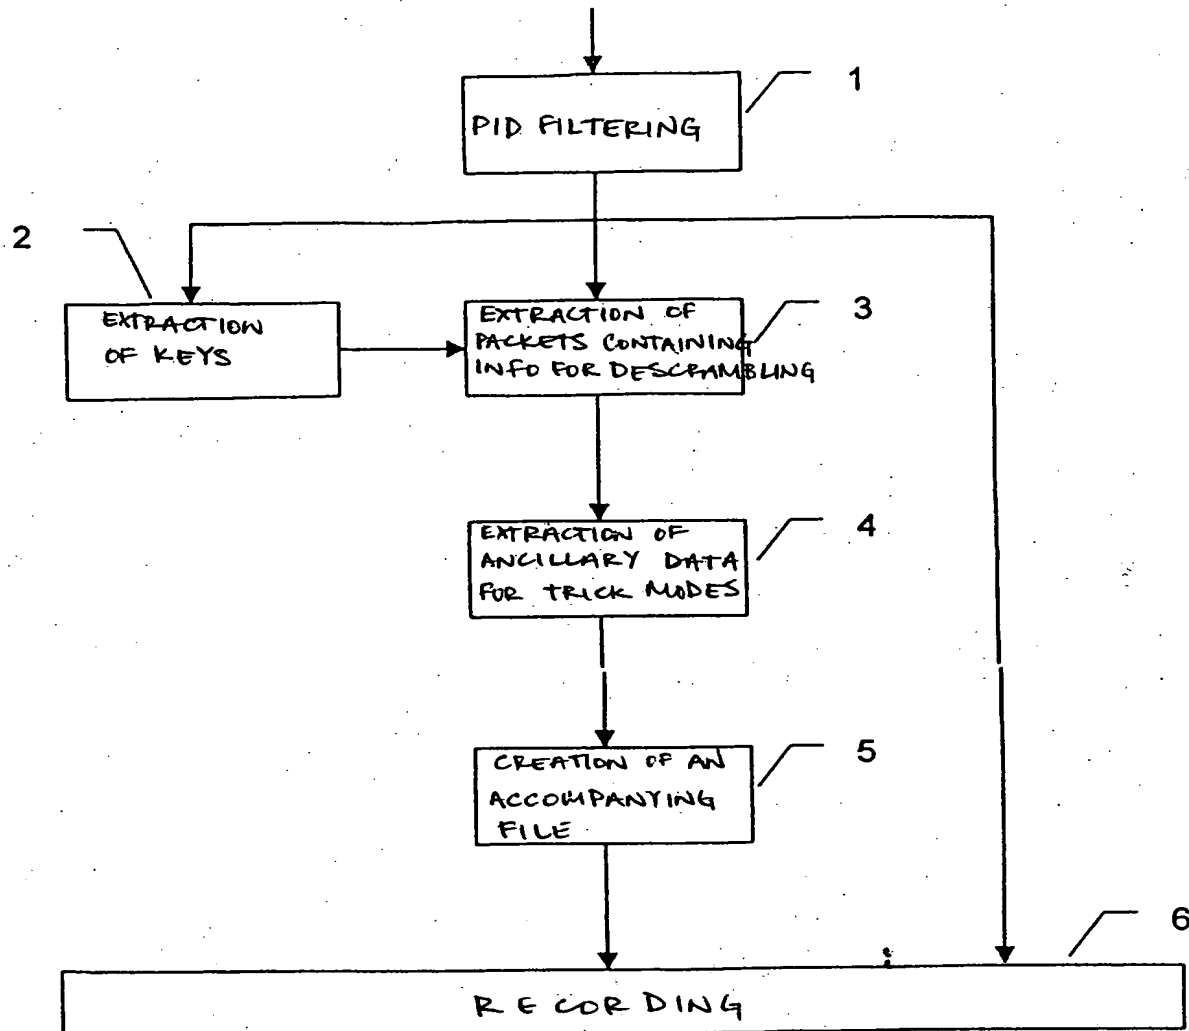 1
PID FILTERING
2
EXTRACTION
OF KEYS
3
EXTRACTION OF
PACKETS CONTAINING
INFO FOR DESCRAMBLING
4
EXTRACTION OF
ANCILLARY DATA
FOR TRICK MODES
5
CREATION OF AN
ACCOMPANYING
FILE
6
RECORDING